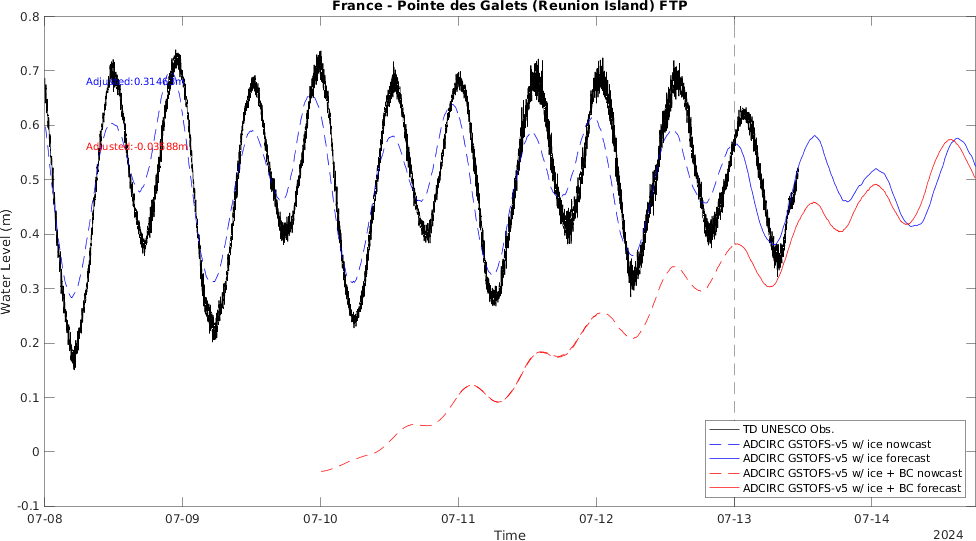 France - Pointe des Galets (Reunion Island) FTP
0.8
0.7
0.6
0.5
0.4
0.3
0.2
0.1
0
-0.1
Water Level (m)
Adjusted:-0.03588m
TD UNESCO Obs.
ADCIRC GSTOFS-v5 w/ ice nowcast
ADCIRC GSTOFS-v5 w/ ice forecast
ADCIRC GSTOFS-v5 w/ ice + BC nowcast
ADCIRC GSTOFS-v5 w/ ice + BC forecast
07-08
07-09
07-10
07-11
07-12
07-13
07-14
Time
2024